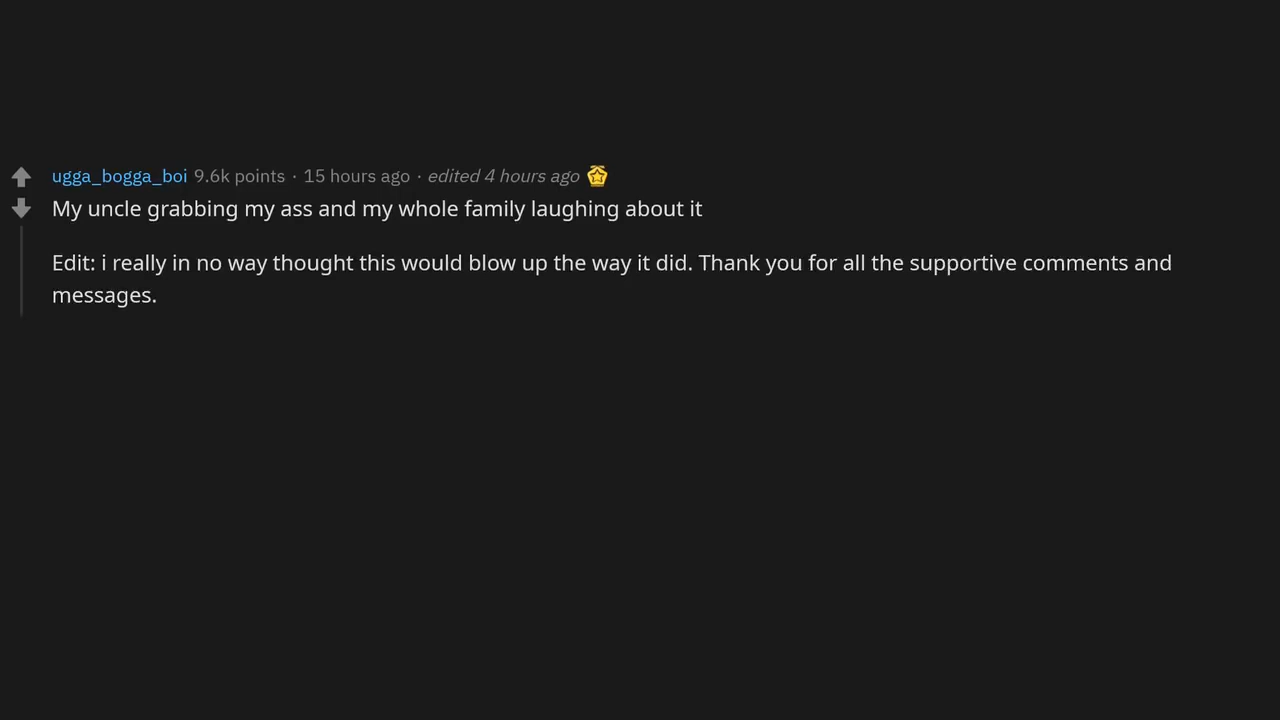 ugga_bogga_boi 9.6k points · 15 hours ago · edited 4 hours ago
My uncle grabbing my ass and my whole family laughing about it
Edit: i really in no way thought this would blow up the way it did. Thank you for all the supportive comments and
messages.